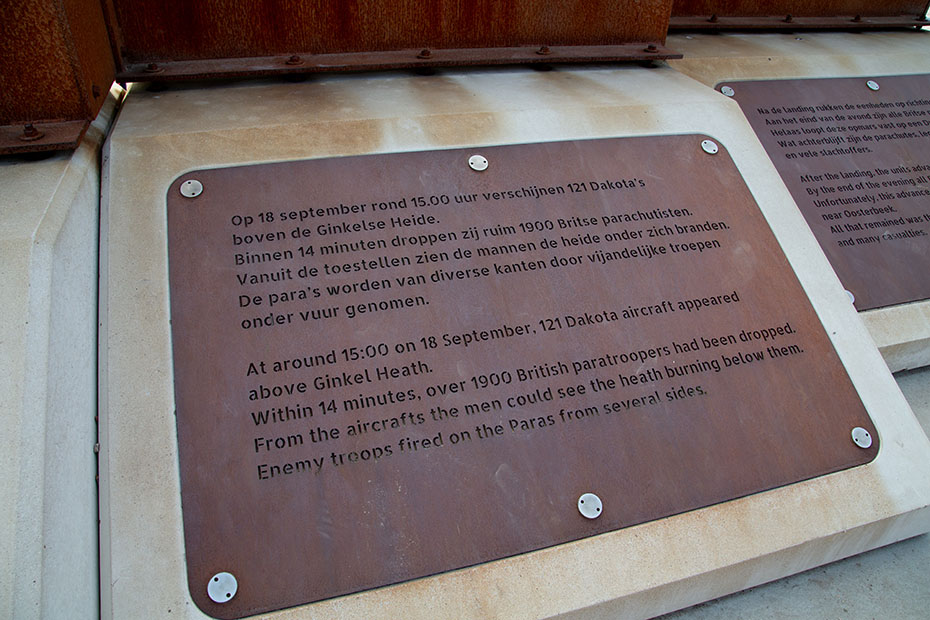 Op 18 september rond 15.00 uur verschijnen 121 Dakota's
boven de Ginkelse Heide.
Binnen 14 minuten droppen zij ruim 1900 Britse parachutisten.
Vanuit de toestellen zien de mannen de heide onder zich branden.
De para's worden van diverse kanten door vijandelijke troepen
onder vuur genomen.
At around 15:00 on 18 September, 121 Dakota aircraft appeared
above Ginkel Heath.
Within 14 minutes, over 1900 British paratroopers had been dropped.
From the aircrafts the men could see the heath burning below them.
Enemy troops fired on the Paras from several sides.
Na de landing rukken de eenheden op richting
Aan het eind van de avond zijn alle Britse
Helaas loopt deze opmars vast op een
Wat achterblijft zijn de parachutes,
en vele slachtoffers.
After the landing, the units
By the end of the evening all
Unfortunately, this advance
near Oosterbeek.
All that remained was
and many casualties.